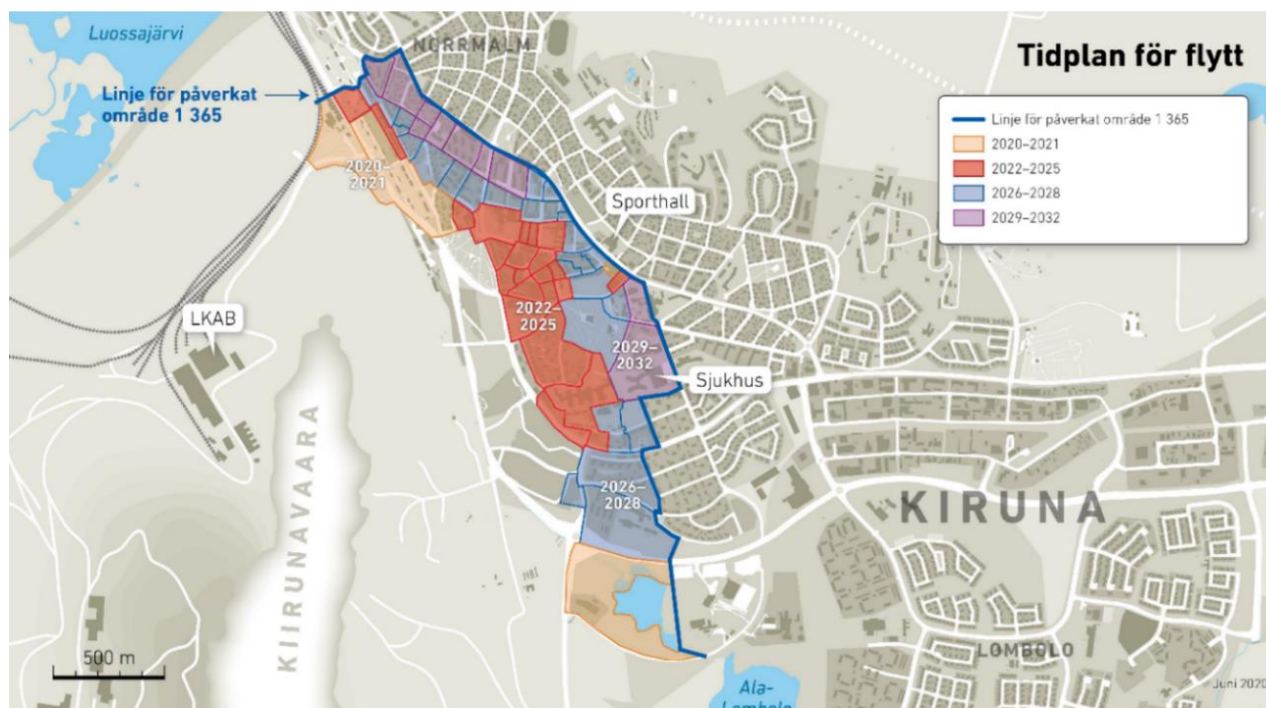 Luossajärvi
NORRMALM
Tidplan för flytt
Linje för påverkat
område 1 365
Linje för påverkat område 1 365
2020–2021
2022–2025
2026–2028
2029–2032
2020–
2021
Sporthall
LKAB
2022–
2025
2029–
2032
Sjukhus
2026–
2028
KIRUNA
KIIRUNAVAARA
500 m
LOMBOLO
Ala-
Lombolo
Juni 2020